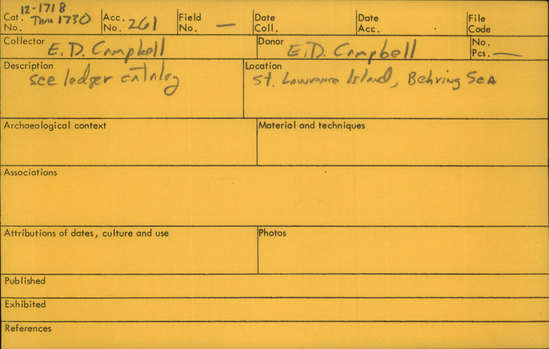 12-1718
Cat. Thru 1730 Acc. Field Date Date File
No. No. 261 No. — Coll. Acc. Code
Collector E.D. Campbell Donor E.D. Campbell No.
Pcs. —
Description Location
see ledger catalog St. Lawrence Island, Behring Sea
Archaeological context Material and techniques
Associations
Attributions of dates, culture and use Photos
Published
Exhibited
References